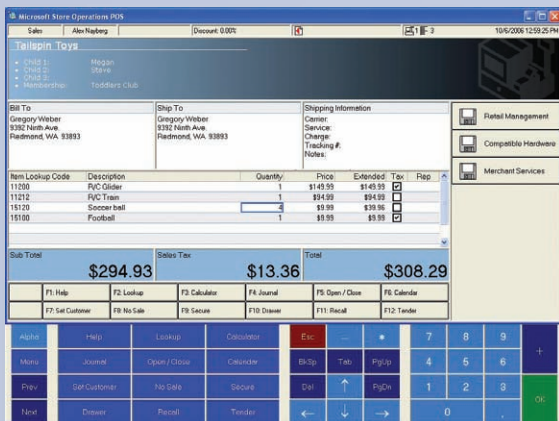 Microsoft Store Operations POS
Sales Alex Nayberg Discount: 0.00% 1 3 10/6/2006 12:59:25 PM
Tailspin Toys
Child 1: Megan
Child 2: Steve
Child 3:
Membership: Toddlers Club
Bill To Ship To Shipping Information
Gregory Weber Gregory Weber Carrier:
9392 Ninth Ave. 9392 Ninth Ave. Service:
Redmond, WA 93893 Redmond, WA 93893 Charge:
Tracking #:
Notes:
Retail Management
Compatible Hardware
Merchant Services
Item Lookup Code Description Quantity Price Extended Tax Rep
11200 R/C Glider 1 $149.99 $149.99
11212 R/C Train 1 $94.99 $94.99
15120 Soccer ball 4 $9.99 $39.96
15100 Football 1 $9.99 $9.99
Sub Total Sales Tax Total
$294.93 $13.36 $308.29
F1: Help F2: Lookup F3: Calculator F4: Journal F5: Open / Close F6: Calendar
F7: Set Customer F8: No Sale F9: Secure F10: Drawer F11: Recall F12: Tender
Alpha Help Lookup Calculator Esc - * 7 8 9 +
Menu Journal Open / Close Calendar BkSp Tab PgUp 4 5 6
Prev Set Customer No Sale Secure Del ↑ PgDn 1 2 3 OK
Next Drawer Recall Tender ← ↓ → 0 .